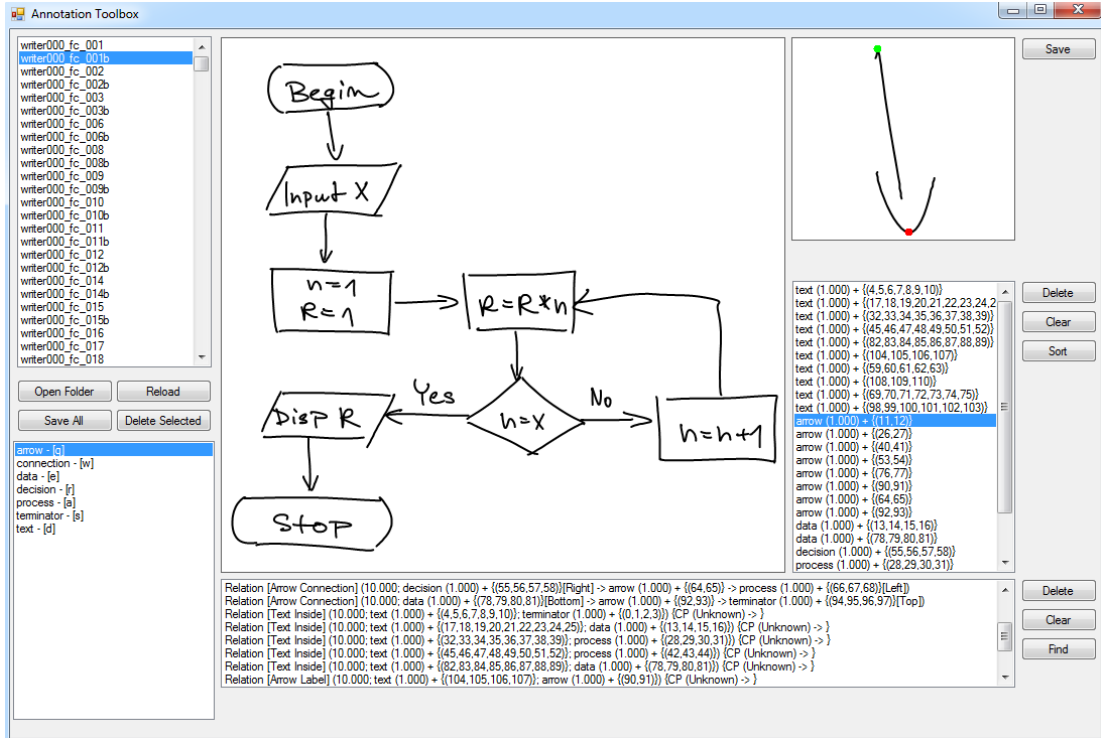 Annotation Toolbox
writer000_fc_001
writer000_fc_001b
writer000_fc_002
writer000_fc_002b
writer000_fc_003
writer000_fc_003b
writer000_fc_006
writer000_fc_006b
writer000_fc_008
writer000_fc_008b
writer000_fc_009
writer000_fc_009b
writer000_fc_010
writer000_fc_010b
writer000_fc_011
writer000_fc_011b
writer000_fc_012
writer000_fc_012b
writer000_fc_014
writer000_fc_014b
writer000_fc_015
writer000_fc_015b
writer000_fc_016
writer000_fc_017
writer000_fc_018
Open Folder
Reload
Save All
Delete Selected
arrow - [q]
connection - [w]
data - [e]
decision - [r]
process - [a]
terminator - [s]
text - [d]
Begin
Input X
n=1
R=1
R=R*n
Yes
No
Disp R
n=X
n=n+1
Stop
Save
text (1.000) + {(4,5,6,7,8,9,10)}
text (1.000) + {(17,18,19,20,21,22,23,24,2
text (1.000) + {(32,33,34,35,36,37,38,39)}
text (1.000) + {(45,46,47,48,49,50,51,52)}
text (1.000) + {(82,83,84,85,86,87,88,89)}
text (1.000) + {(104,105,106,107)}
text (1.000) + {(59,60,61,62,63)}
text (1.000) + {(108,109,110)}
text (1.000) + {(69,70,71,72,73,74,75)}
text (1.000) + {(98,99,100,101,102,103)}
arrow (1.000) + {(11,12)}
arrow (1.000) + {(26,27)}
arrow (1.000) + {(40,41)}
arrow (1.000) + {(53,54)}
arrow (1.000) + {(76,77)}
arrow (1.000) + {(90,91)}
arrow (1.000) + {(64,65)}
arrow (1.000) + {(92,93)}
data (1.000) + {(13,14,15,16)}
data (1.000) + {(78,79,80,81)}
decision (1.000) + {(55,56,57,58)}
process (1.000) + {(28,29,30,31)}
Delete
Clear
Sort
Relation [Arrow Connection] (10.000; decision (1.000) + {(55,56,57,58)}[Right] -> arrow (1.000) + {(64,65)} -> process (1.000) + {(66,67,68)}[Left])
Relation [Arrow Connection] (10.000; data (1.000) + {(78,79,80,81)}[Bottom] -> arrow (1.000) + {(92,93)} -> terminator (1.000) + {(94,95,96,97)}[Top])
Relation [Text Inside] (10.000; text (1.000) + {(4,5,6,7,8,9,10)}; terminator (1.000) + {(0,1,2,3)}) {CP (Unknown) -> }
Relation [Text Inside] (10.000; text (1.000) + {(17,18,19,20,21,22,23,24,25)}; data (1.000) + {(13,14,15,16)}) {CP (Unknown) -> }
Relation [Text Inside] (10.000; text (1.000) + {(32,33,34,35,36,37,38,39)}; process (1.000) + {(28,29,30,31)}) {CP (Unknown) -> }
Relation [Text Inside] (10.000; text (1.000) + {(45,46,47,48,49,50,51,52)}; process (1.000) + {(42,43,44)}) {CP (Unknown) -> }
Relation [Text Inside] (10.000; text (1.000) + {(82,83,84,85,86,87,88,89)}; data (1.000) + {(78,79,80,81)}) {CP (Unknown) -> }
Relation [Arrow Label] (10.000; text (1.000) + {(104,105,106,107)}; arrow (1.000) + {(90,91)}) {CP (Unknown) -> }
Delete
Clear
Find